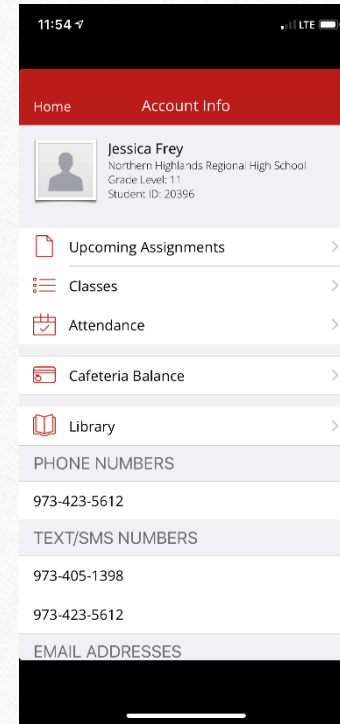 11:54
LTE
Home Account Info
Jessica Frey
Northern Highlands Regional High School
Grade Level: 11
Student ID: 20396
Upcoming Assignments
Classes
Attendance
Cafeteria Balance
Library
PHONE NUMBERS
973-423-5612
TEXT/SMS NUMBERS
973-405-1398
973-423-5612
EMAIL ADDRESSES